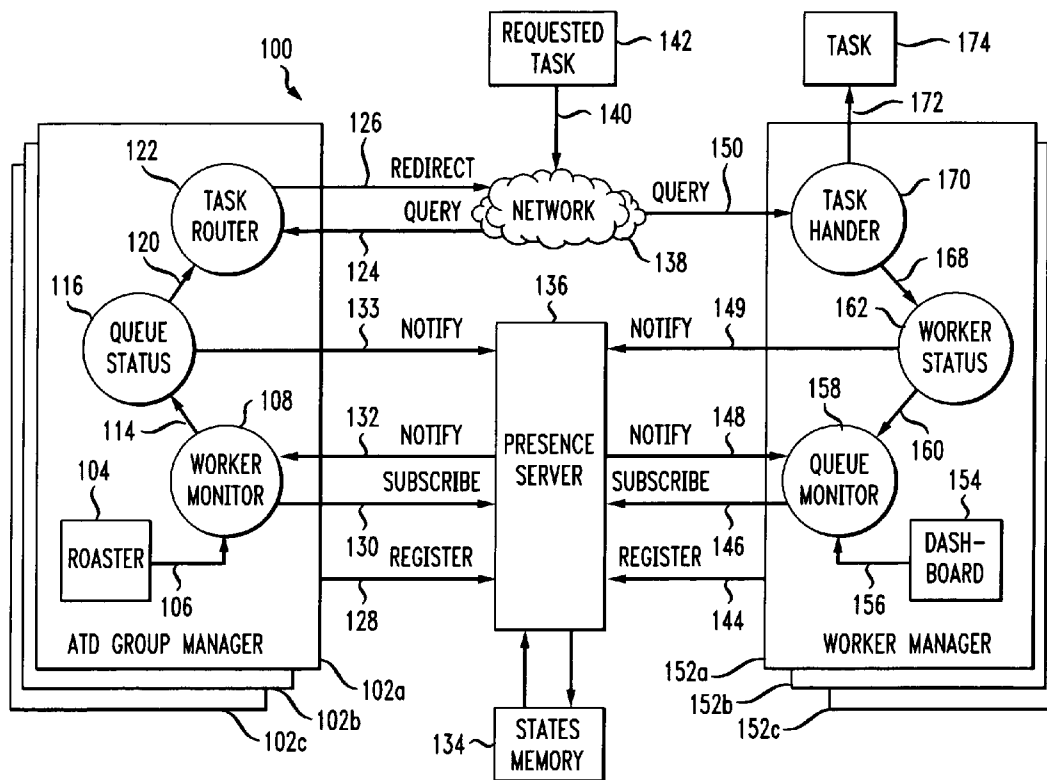 REQUESTED
TASK
142
TASK
174
100
140
172
126
REDIRECT
150
122
TASK
ROUTER
QUERY
NETWORK
QUERY
TASK
HANDER
170
120
124
138
168
116
QUEUE
STATUS
133
NOTIFY
136
149
NOTIFY
162
WORKER
STATUS
114
108
132
NOTIFY
PRESENCE
SERVER
NOTIFY
148
158
160
WORKER
MONITOR
SUBSCRIBE
SUBSCRIBE
QUEUE
MONITOR
154
104
130
146
ROASTER
REGISTER
REGISTER
DASH-
BOARD
106
128
144
156
ATD GROUP MANAGER
WORKER MANAGER
102a
152a
102b
152b
102c
152c
134
STATES
MEMORY